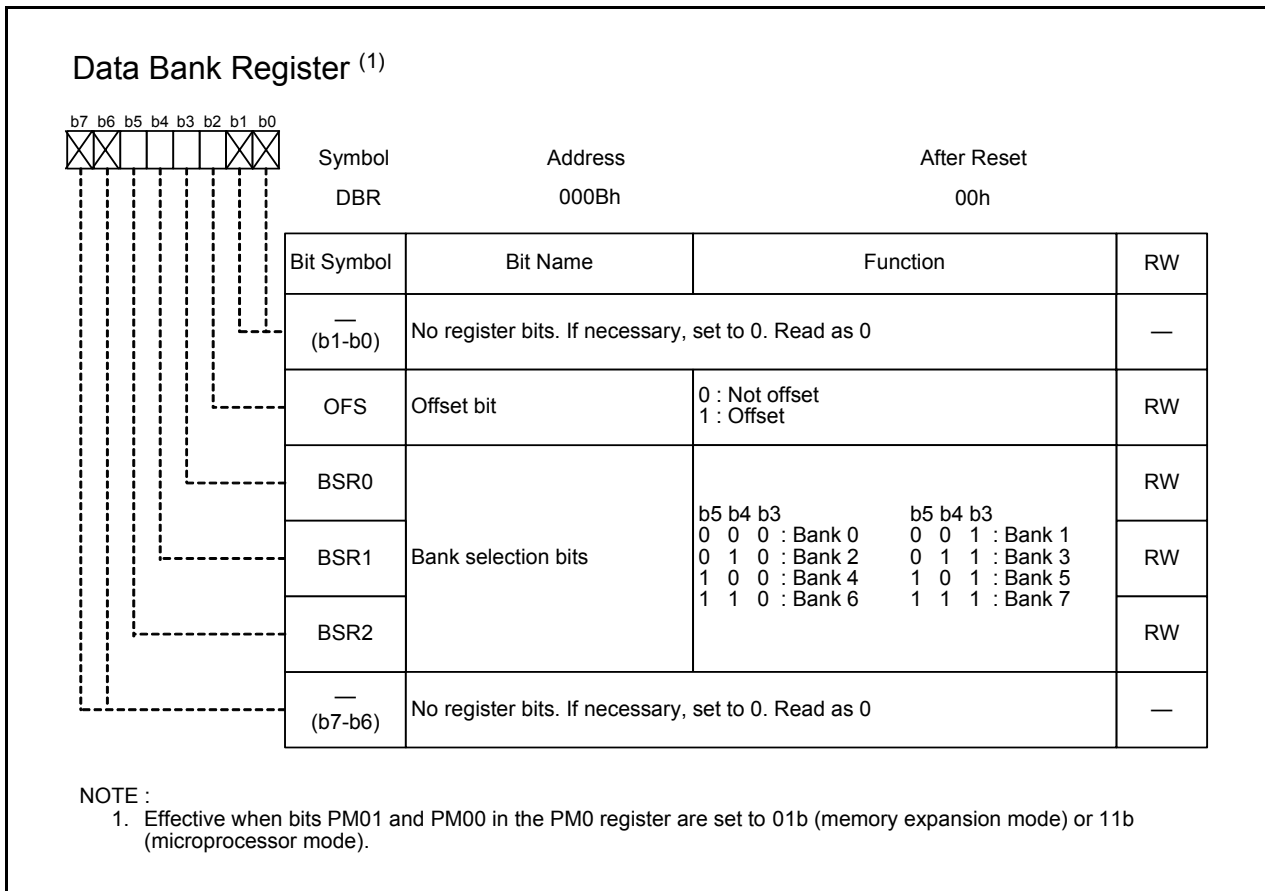 Data Bank Register (1)
b7 b6 b5 b4 b3 b2 b1 b0
Symbol Address After Reset
DBR 000Bh 00h
Bit Symbol Bit Name Function RW
—
(b1-b0) No register bits. If necessary, set to 0. Read as 0 —
OFS Offset bit 0 : Not offset
1 : Offset RW
BSR0 RW
BSR1 Bank selection bits RW
BSR2 RW
b5 b4 b3 b5 b4 b3
0 0 0 : Bank 0 0 0 1 : Bank 1
0 1 0 : Bank 2 0 1 1 : Bank 3
1 0 0 : Bank 4 1 0 1 : Bank 5
1 1 0 : Bank 6 1 1 1 : Bank 7
—
(b7-b6) No register bits. If necessary, set to 0. Read as 0 —
NOTE :
1. Effective when bits PM01 and PM00 in the PM0 register are set to 01b (memory expansion mode) or 11b
(microprocessor mode).